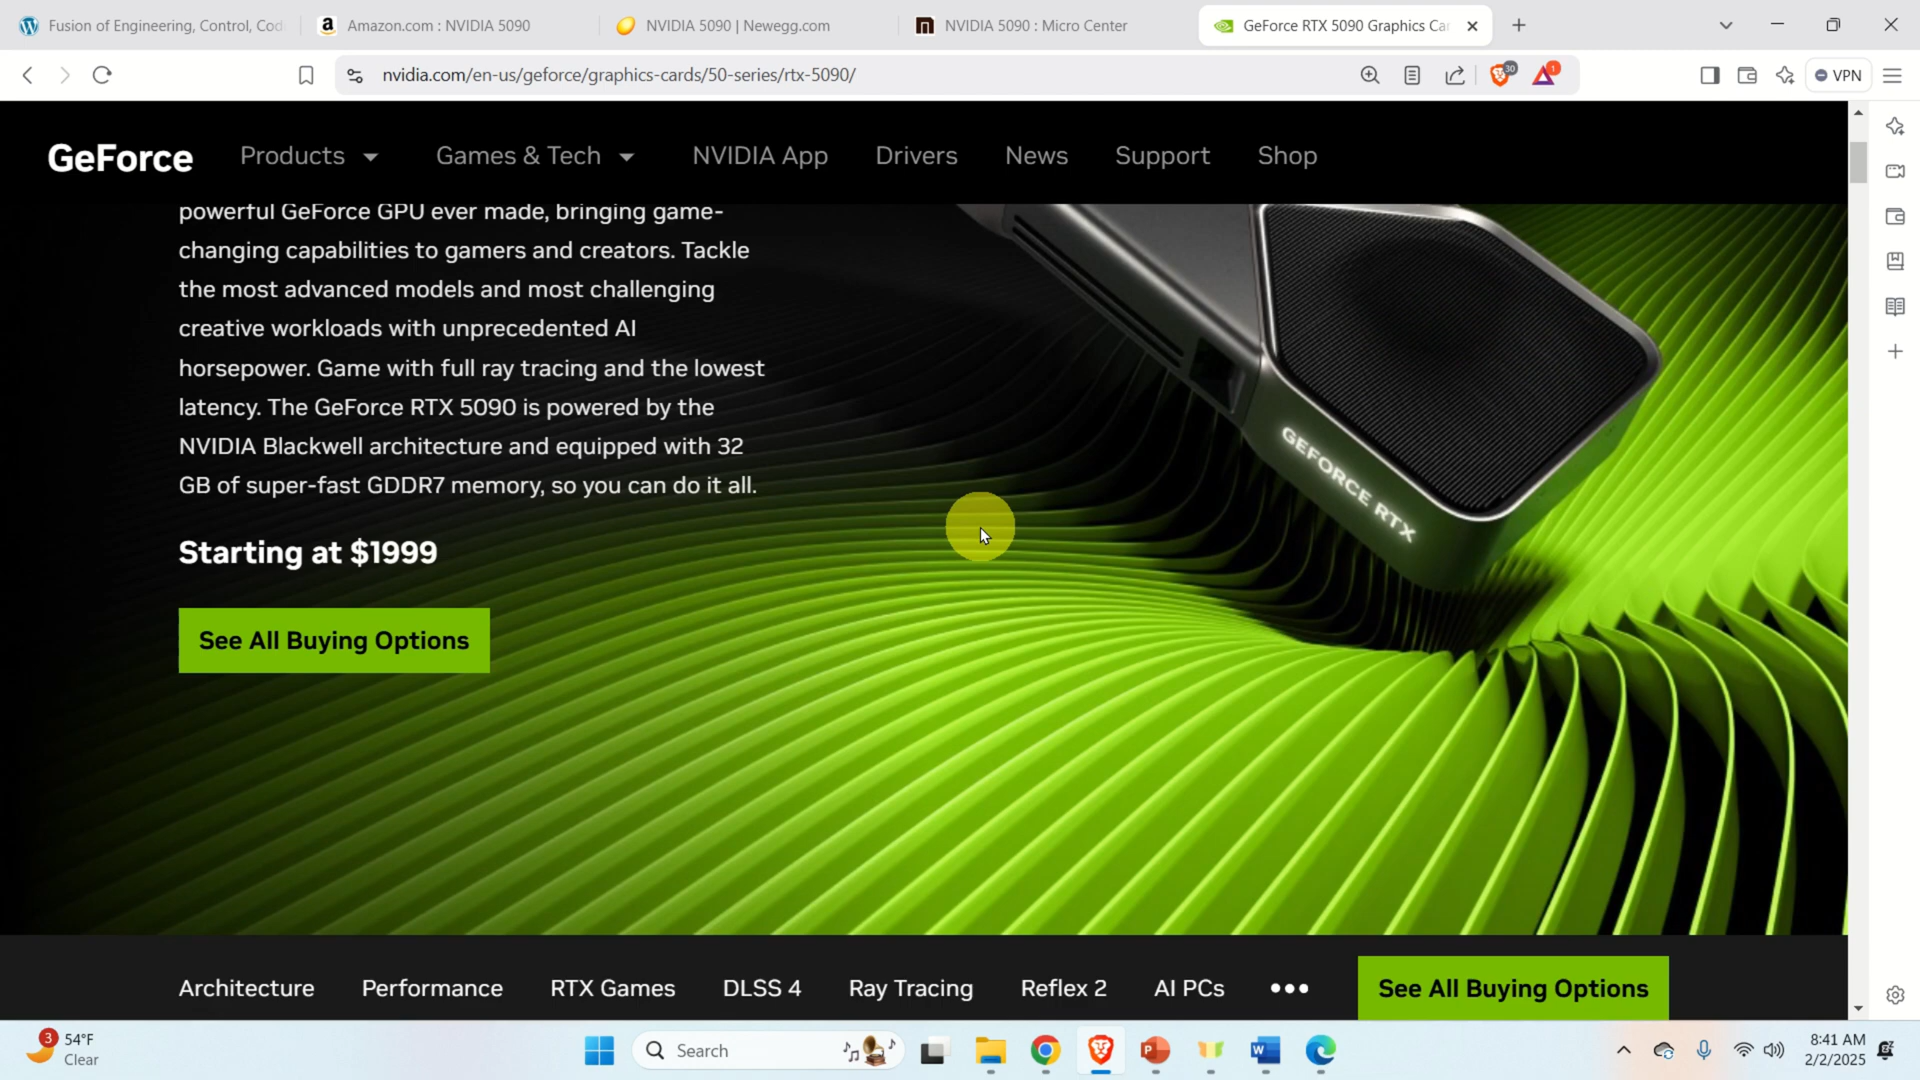 Fusion of Engineering, Control, Cod
Amazon.com : NVIDIA 5090
NVIDIA 5090 | Newegg.com
NVIDIA 5090 : Micro Center
GeForce RTX 5090 Graphics Car
nvidia.com/en-us/geforce/graphics-cards/50-series/rtx-5090/
30
1
VPN
GeForce
Products
Games & Tech
NVIDIA App
Drivers
News
Support
Shop
powerful GeForce GPU ever made, bringing game-
changing capabilities to gamers and creators. Tackle
the most advanced models and most challenging
creative workloads with unprecedented AI
horsepower. Game with full ray tracing and the lowest
latency. The GeForce RTX 5090 is powered by the
NVIDIA Blackwell architecture and equipped with 32
GB of super-fast GDDR7 memory, so you can do it all.
Starting at $1999
See All Buying Options
GEFORCE RTX
Architecture
Performance
RTX Games
DLSS 4
Ray Tracing
Reflex 2
AI PCs
•••
See All Buying Options
3
54°F
Clear
Search
8:41 AM
2/2/2025